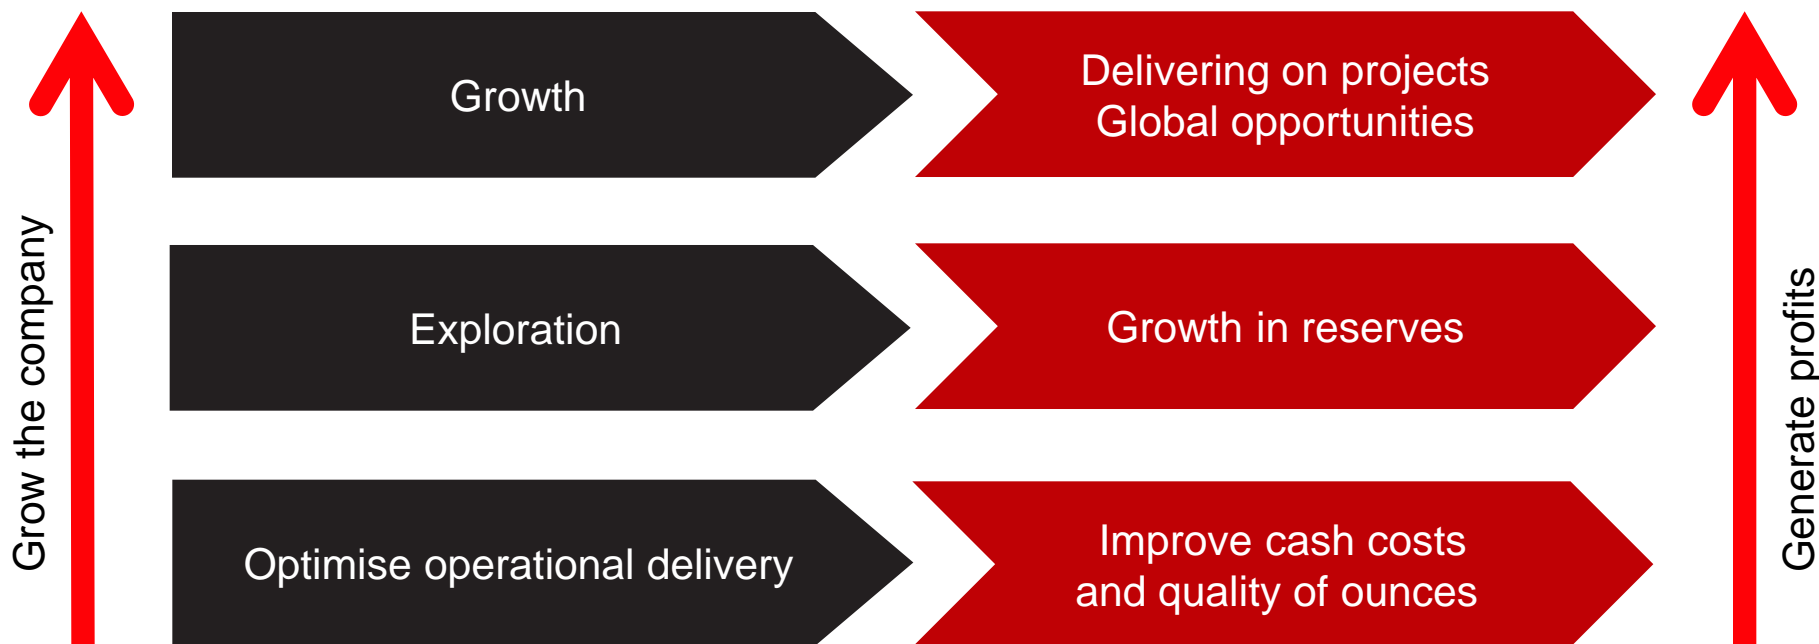 Grow the company
Growth
Delivering on projects
Global opportunities
Exploration
Growth in reserves
Optimise operational delivery
Improve cash costs
and quality of ounces
Generate profits